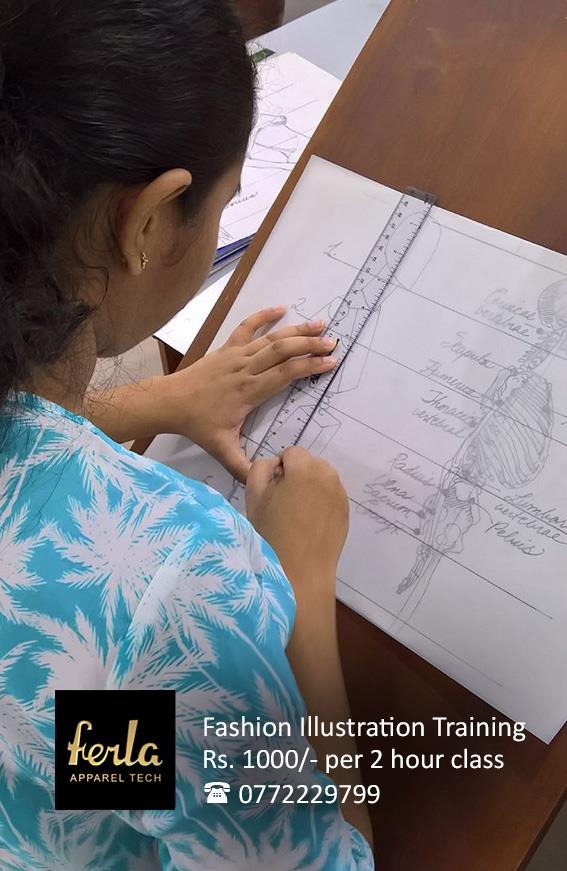 1
2
Cervical
vertebrae
Scapula
Humerus
Thoracic
vertebrae
Radius
Ulna
Sacrum
Lumbar
vertebrae
Pelvis
ferla
APPAREL TECH
Fashion Illustration Training
Rs. 1000/- per 2 hour class
☎ 0772229799